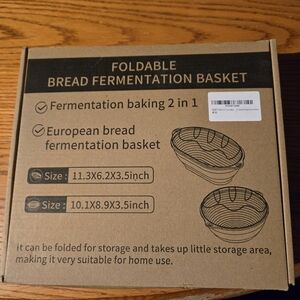 FOLDABLE
BREAD FERMENTATION BASKET
Fermentation baking 2 in 1
European bread
fermentation basket
Size : 11.3X6.2X3.5inch
Size : 10.1X8.9X3.5inch
it can be folded for storage and takes up little storage area,
making it very suitable for home use.